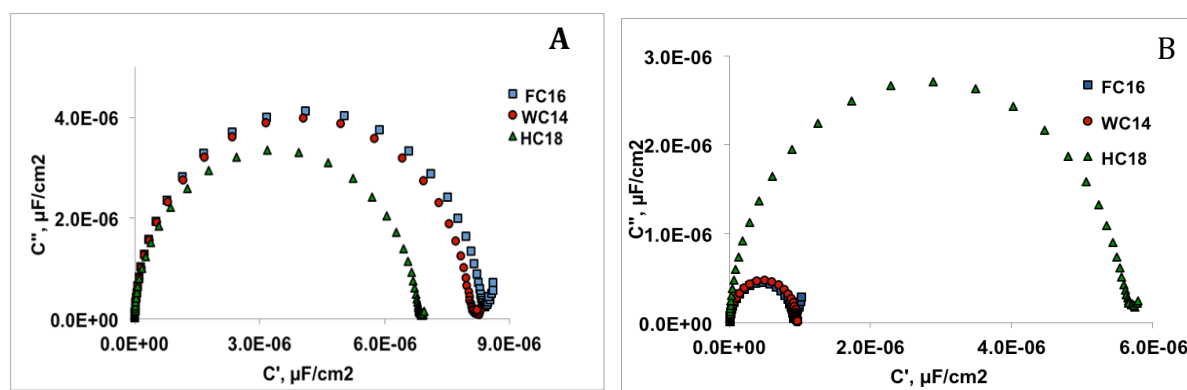 A
4.0E-06
2.0E-06
0.0E+00
0.0E+00 3.0E-06 6.0E-06 9.0E-06
C", µF/cm2
C', µF/cm2
FC16
WC14
HC18
B
3.0E-06
2.0E-06
1.0E-06
0.0E+00
0.0E+00 2.0E-06 4.0E-06 6.0E-06
C", µF/cm2
C', µF/cm2
FC16
WC14
HC18